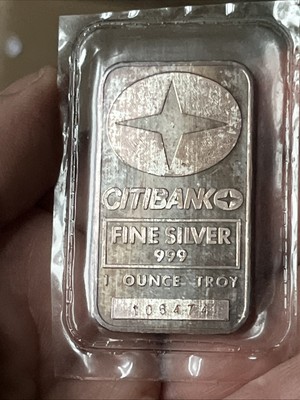 CITIBANK
FINE SILVER
999
1 OUNCE TROY